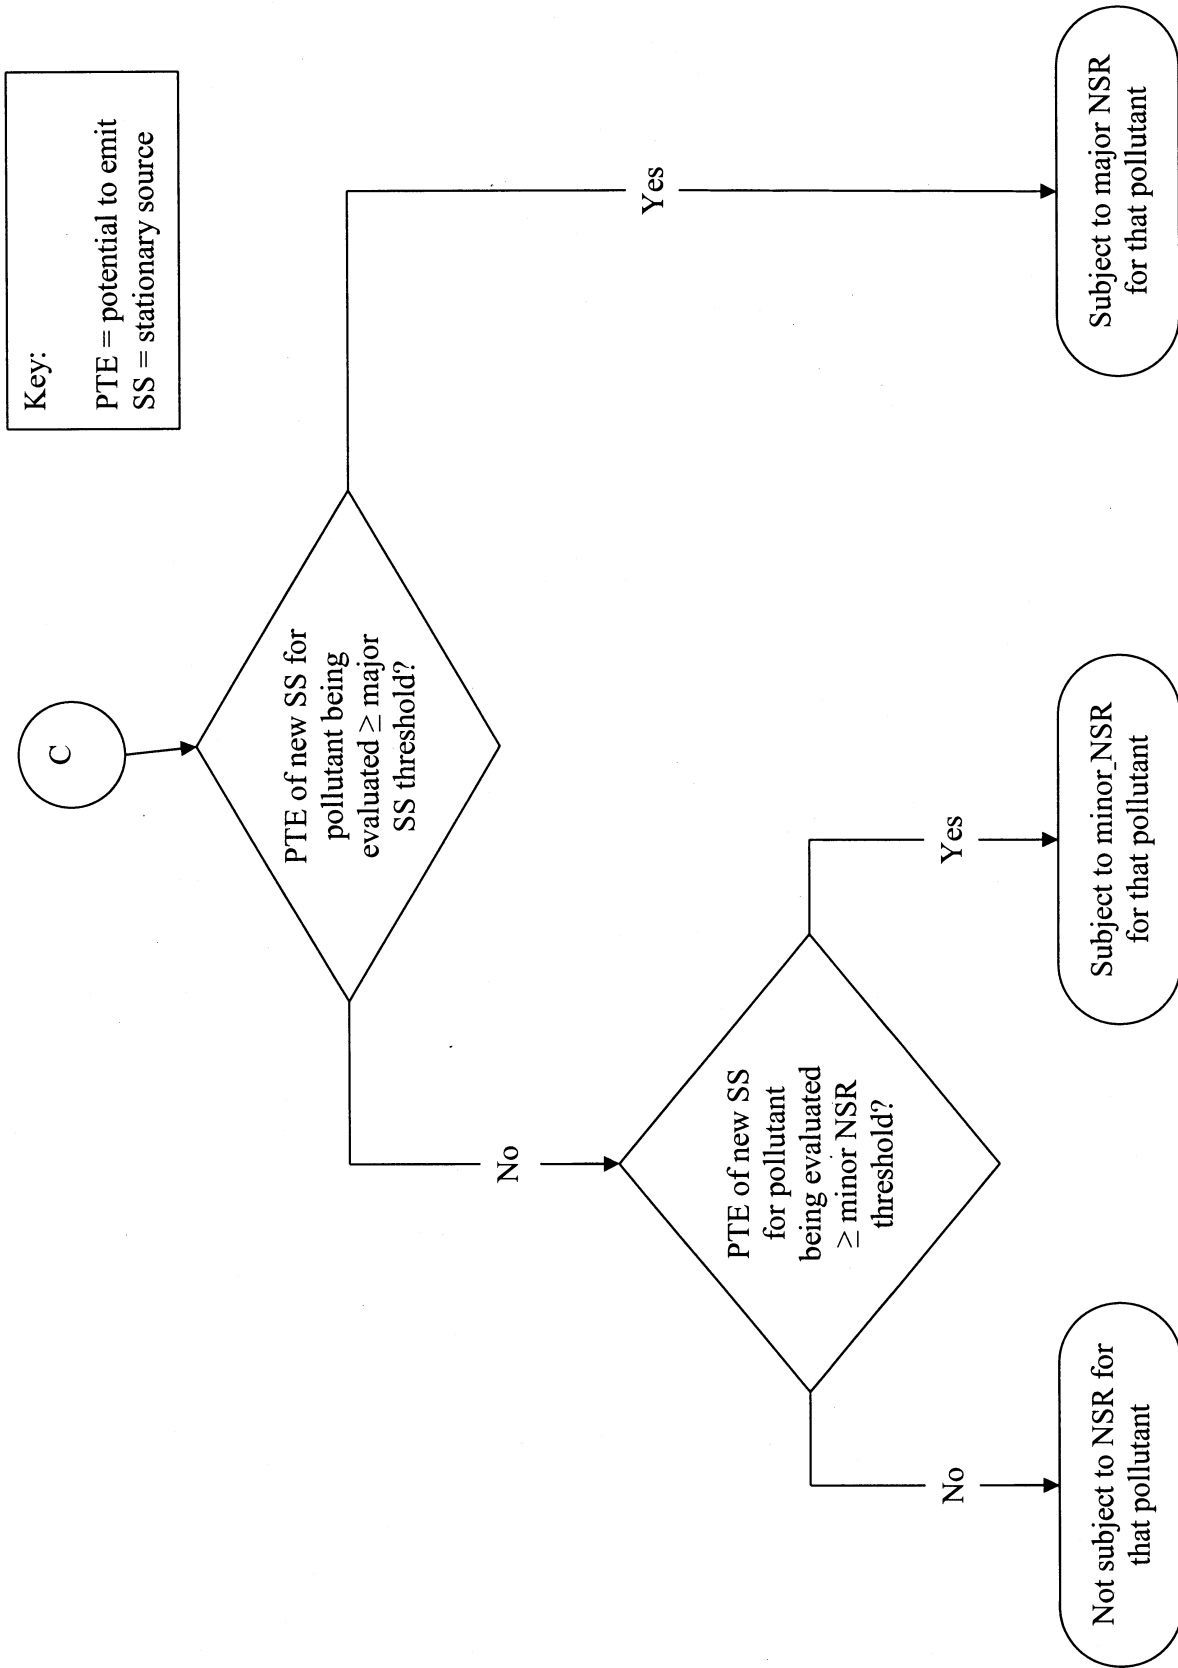 Key:
PTE = potential to emit
SS = stationary source
C
PTE of new SS for
pollutant being
evaluated ≥ major
SS threshold?
No
Yes
PTE of new SS
for pollutant
being evaluated
≥ minor NSR
threshold?
No
Yes
Not subject to NSR for
that pollutant
Subject to minor NSR
for that pollutant
Subject to major NSR
for that pollutant